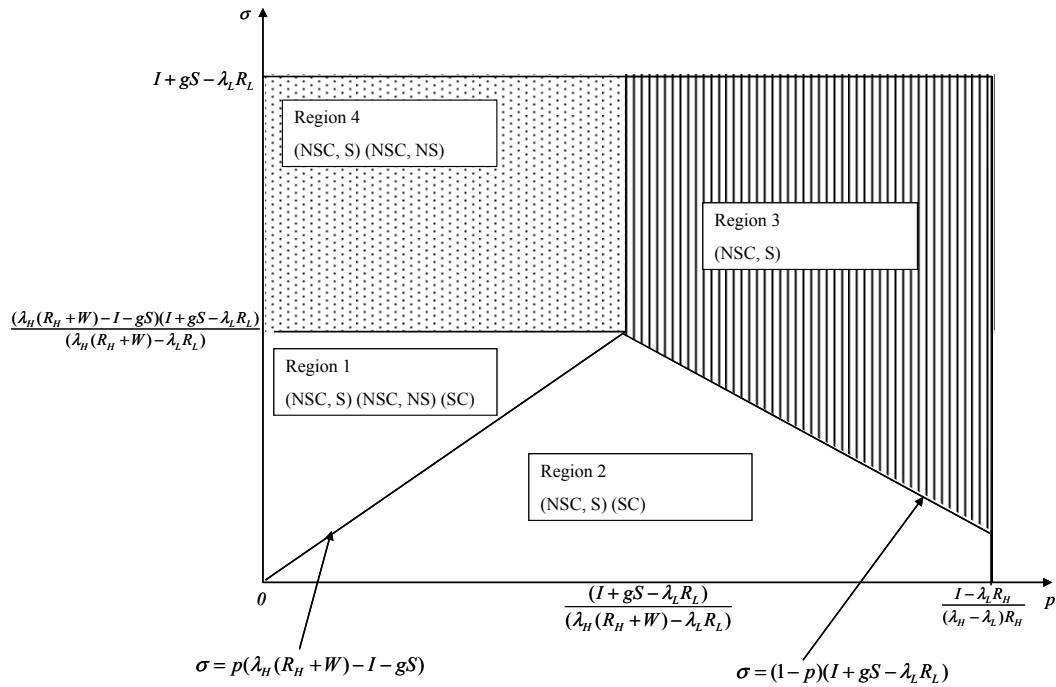 σ
I + gS − λ_L R_L
Region 4
(NSC, S) (NSC, NS)
Region 3
(NSC, S)
(λ_H(R_H + W) − I − gS)(I + gS − λ_L R_L)
(λ_H(R_H + W) − λ_L R_L)
Region 1
(NSC, S) (NSC, NS) (SC)
Region 2
(NSC, S) (SC)
0
(I + gS − λ_L R_L)
(λ_H(R_H + W) − λ_L R_L)
I − λ_L R_H
(λ_H − λ_L)R_H
p
σ = p(λ_H(R_H + W) − I − gS)
σ = (1 − p)(I + gS − λ_L R_L)